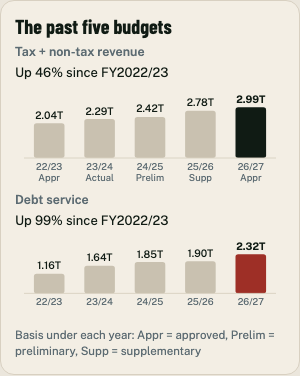 The past five budgets
Tax + non-tax revenue
Up 46% since FY2022/23
2.04T 2.29T 2.42T 2.78T 2.99T
22/23 23/24 24/25 25/26 26/27
Appr Actual Prelim Supp Appr
Debt service
Up 99% since FY2022/23
1.16T 1.64T 1.85T 1.90T 2.32T
22/23 23/24 24/25 25/26 26/27
Basis under each year: Appr = approved, Prelim =
preliminary, Supp = supplementary